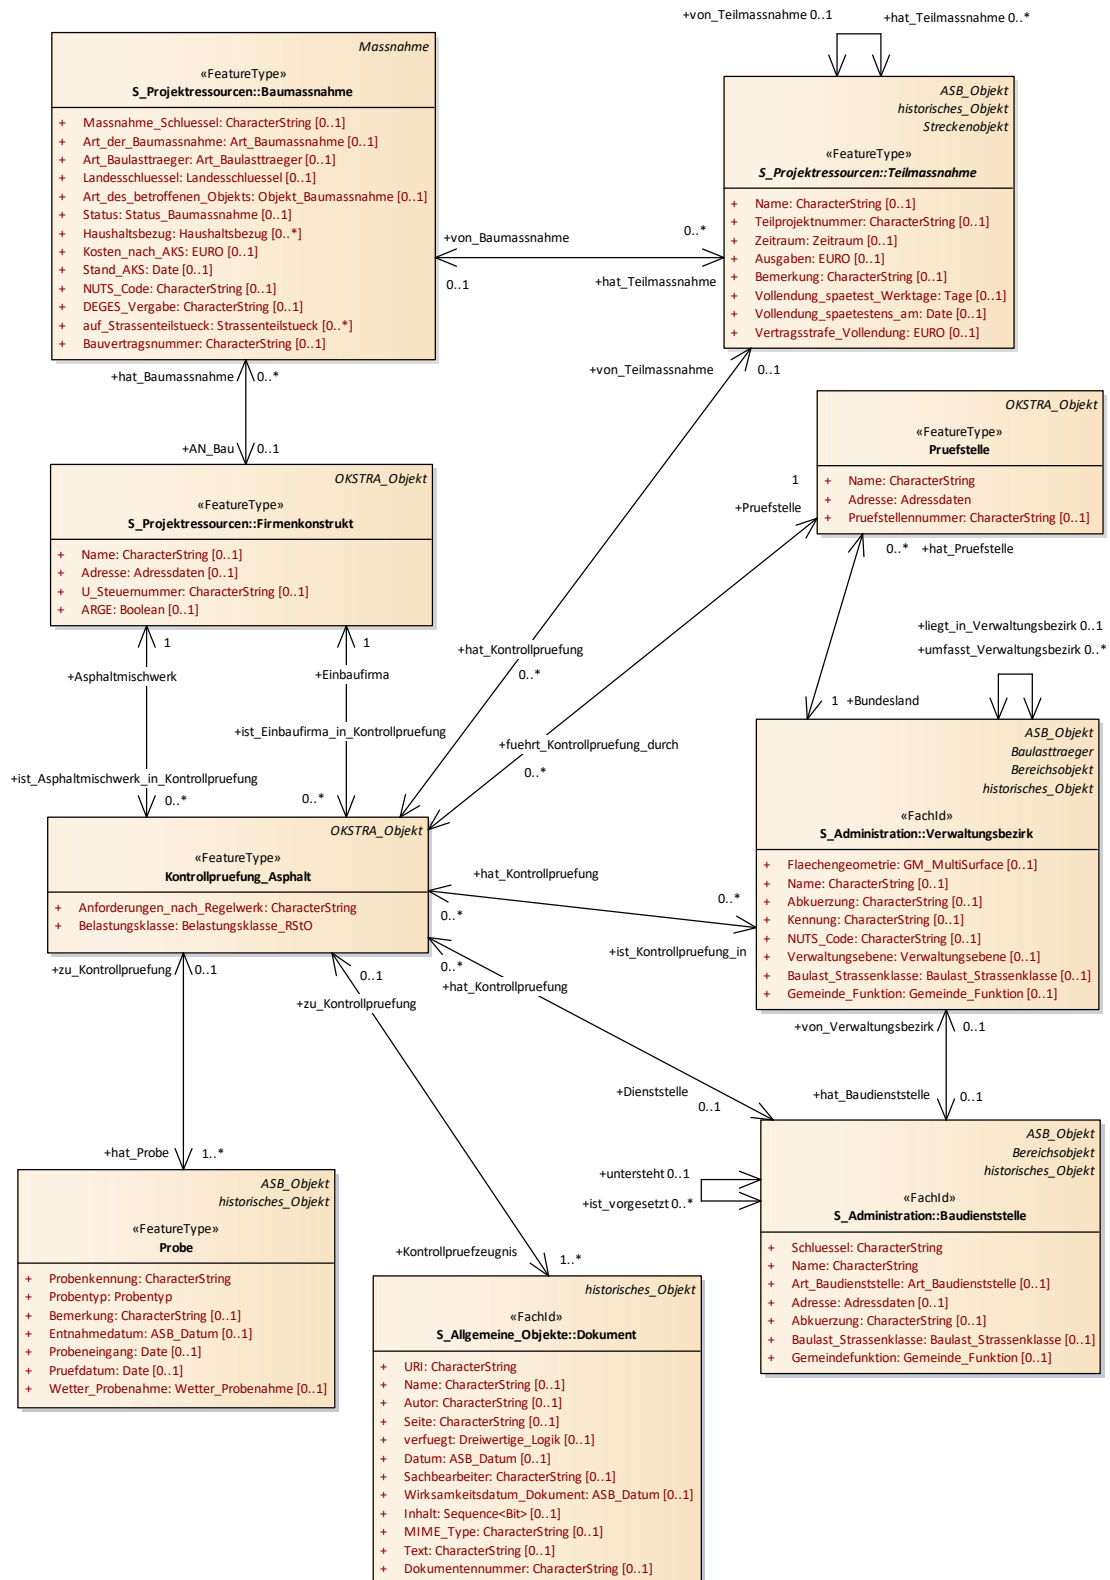 +von_Teilmassnahme 0..1
+hat_Teilmassnahme 0..*
Massnahme
«FeatureType»
S_Projektressourcen::Baumassnahme
+ Massnahme_Schluessel: CharacterString [0..1]
+ Art_der_Baumassnahme: Art_Baumassnahme [0..1]
+ Art_Baulasttraeger: Art_Baulasttraeger [0..1]
+ Landesschluessel: Landesschluessel [0..1]
+ Art_des_betroffenen_Objekts: Objekt_Baumassnahme [0..1]
+ Status: Status_Baumassnahme [0..1]
+ Haushaltsbezug: Haushaltsbezug [0..*]
+ Kosten_nach_AKS: EURO [0..1]
+ Stand_AKS: Date [0..1]
+ NUTS_Code: CharacterString [0..1]
+ DEGES_Vergabe: CharacterString [0..1]
+ auf_Strassenteilstueck: Strassenteilstueck [0..*]
+ Bauvertragsnummer: CharacterString [0..1]
ASB_Objekt
historisches_Objekt
Streckenobjekt
«FeatureType»
S_Projektressourcen::Teilmassnahme
+ Name: CharacterString [0..1]
+ Teilprojektnummer: CharacterString [0..1]
+ Zeitraum: Zeitraum [0..1]
+ Ausgaben: EURO [0..1]
+ Bemerkung: CharacterString [0..1]
+ Vollendung_spaetest_Werktage: Tage [0..1]
+ Vollendung_spaetestens_am: Date [0..1]
+ Vertragsstrafe_Vollendung: EURO [0..1]
+von_Baumassnahme
0..*
0..1
+hat_Teilmassnahme
+hat_Baumassnahme
0..*
+von_Teilmassnahme
0..1
+AN_Bau
0..1
OKSTRA_Objekt
«FeatureType»
Pruefstelle
+ Name: CharacterString
+ Adresse: Adressdaten
+ Pruefstellennummer: CharacterString [0..1]
OKSTRA_Objekt
«FeatureType»
S_Projektressourcen::Firmenkonstrukt
+ Name: CharacterString [0..1]
+ Adresse: Adressdaten [0..1]
+ U_Steuernummer: CharacterString [0..1]
+ ARGE: Boolean [0..1]
1
+Pruefstelle
0..*
+hat_Pruefstelle
1
+Asphaltmischwerk
1
+Einbaufirma
+hat_Kontrollpruefung
0..*
+liegt_in_Verwaltungsbezirk 0..1
+umfasst_Verwaltungsbezirk 0..*
1
+Bundesland
+ist_Einbaufirma_in_Kontrollpruefung
+fuehrt_Kontrollpruefung_durch
0..*
+ist_Asphaltmischwerk_in_Kontrollpruefung
0..*
0..*
ASB_Objekt
Baulasttraeger
Bereichsobjekt
historisches_Objekt
«FachId»
S_Administration::Verwaltungsbezirk
+ Flaechengeometrie: GM_MultiSurface [0..1]
+ Name: CharacterString [0..1]
+ Abkuerzung: CharacterString [0..1]
+ Kennung: CharacterString [0..1]
+ NUTS_Code: CharacterString [0..1]
+ Verwaltungsebene: Verwaltungsebene [0..1]
+ Baulast_Strassenklasse: Baulast_Strassenklasse [0..1]
+ Gemeinde_Funktion: Gemeinde_Funktion [0..1]
OKSTRA_Objekt
«FeatureType»
Kontrollpruefung_Asphalt
+ Anforderungen_nach_Regelwerk: CharacterString
+ Belastungsklasse: Belastungsklasse_RStO
+hat_Kontrollpruefung
0..*
0..*
+ist_Kontrollpruefung_in
+zu_Kontrollpruefung
0..1
0..1
+zu_Kontrollpruefung
0..*
+hat_Kontrollpruefung
+von_Verwaltungsbezirk
0..1
+Dienststelle
0..1
+hat_Baudienststelle
0..1
+hat_Probe
1..*
+untersteht 0..1
+ist_vorgesetzt 0..*
ASB_Objekt
Bereichsobjekt
historisches_Objekt
«FachId»
S_Administration::Baudienststelle
+ Schluessel: CharacterString
+ Name: CharacterString
+ Art_Baudienststelle: Art_Baudienststelle [0..1]
+ Adresse: Adressdaten [0..1]
+ Abkuerzung: CharacterString [0..1]
+ Baulast_Strassenklasse: Baulast_Strassenklasse [0..1]
+ Gemeindefunktion: Gemeinde_Funktion [0..1]
ASB_Objekt
historisches_Objekt
«FeatureType»
Probe
+ Probenkennung: CharacterString
+ Probentyp: Probentyp
+ Bemerkung: CharacterString [0..1]
+ Entnahmedatum: ASB_Datum [0..1]
+ Probeneingang: Date [0..1]
+ Pruefdatum: Date [0..1]
+ Wetter_Probenahme: Wetter_Probenahme [0..1]
+Kontrollpruefzeugnis
1..*
historisches_Objekt
«FachId»
S_Allgemeine_Objekte::Dokument
+ URI: CharacterString
+ Name: CharacterString [0..1]
+ Autor: CharacterString [0..1]
+ Seite: CharacterString [0..1]
+ verfuegt: Dreiwertige_Logik [0..1]
+ Datum: ASB_Datum [0..1]
+ Sachbearbeiter: CharacterString [0..1]
+ Wirksamkeitsdatum_Dokument: ASB_Datum [0..1]
+ Inhalt: Sequence<Bit> [0..1]
+ MIME_Type: CharacterString [0..1]
+ Text: CharacterString [0..1]
+ Dokumentennummer: CharacterString [0..1]